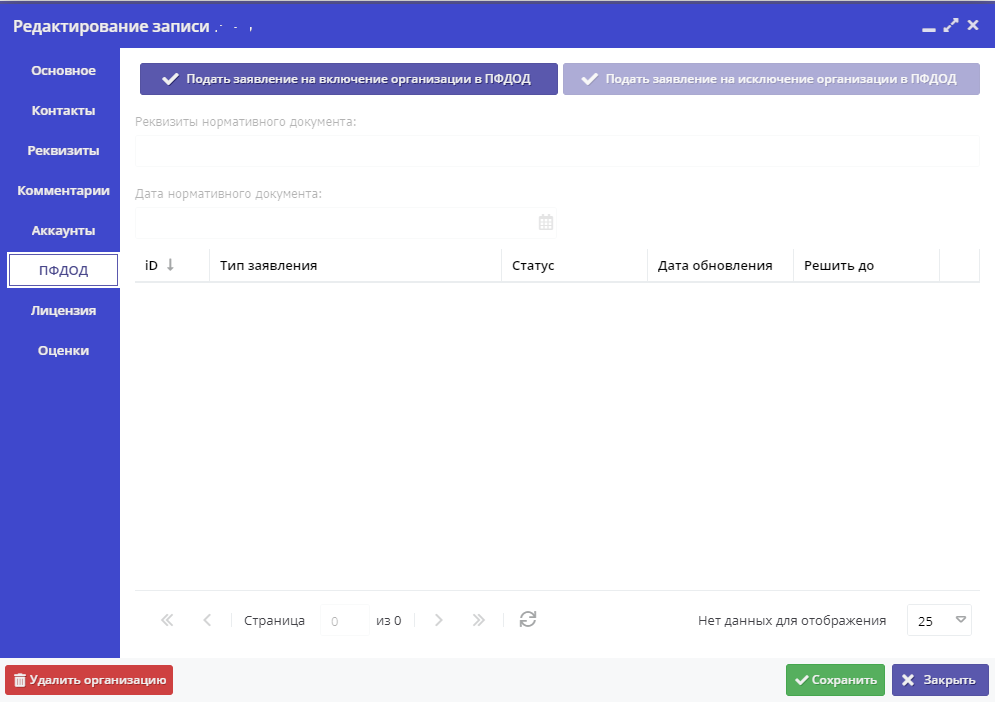 Редактирование записи
Основное
Контакты
Реквизиты
Комментарии
Аккаунты
ПФДОД
Лицензия
Оценки
Подать заявление на включение организации в ПФДОД
Подать заявление на исключение организации в ПФДОД
Реквизиты нормативного документа:
Дата нормативного документа:
iD Тип заявления Статус Дата обновления Решить до
Страница 0 из 0 Нет данных для отображения 25
Удалить организацию Сохранить Закрыть